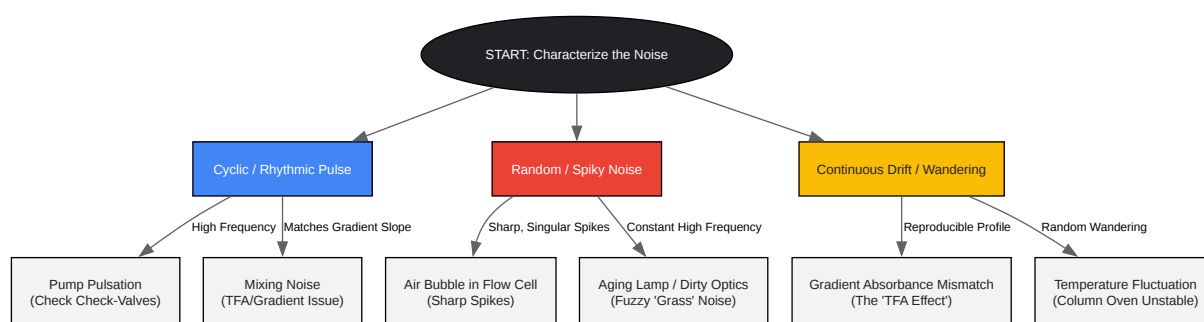 START: Characterize the Noise
Cyclic / Rhythmic Pulse
Random / Spiky Noise
Continuous Drift / Wandering
High Frequency
Matches Gradient Slope
Sharp, Singular Spikes
Constant High Frequency
Reproducible Profile
Random Wandering
Pump Pulsation
(Check Check-Valves)
Mixing Noise
(TFA/Gradient Issue)
Air Bubble in Flow Cell
(Sharp Spikes)
Aging Lamp / Dirty Optics
(Fuzzy 'Grass' Noise)
Gradient Absorbance Mismatch
(The 'TFA Effect')
Temperature Fluctuation
(Column Oven Unstable)